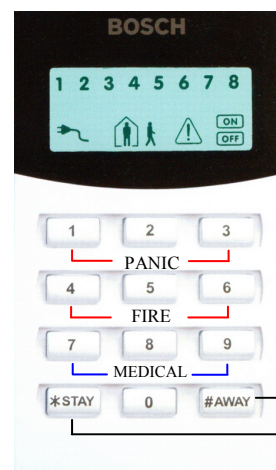 BOSCH
1 2 3 4 5 6 7 8
ON
OFF
1 2 3
PANIC
4 5 6
FIRE
7 8 9
MEDICAL
*STAY 0 #AWAY